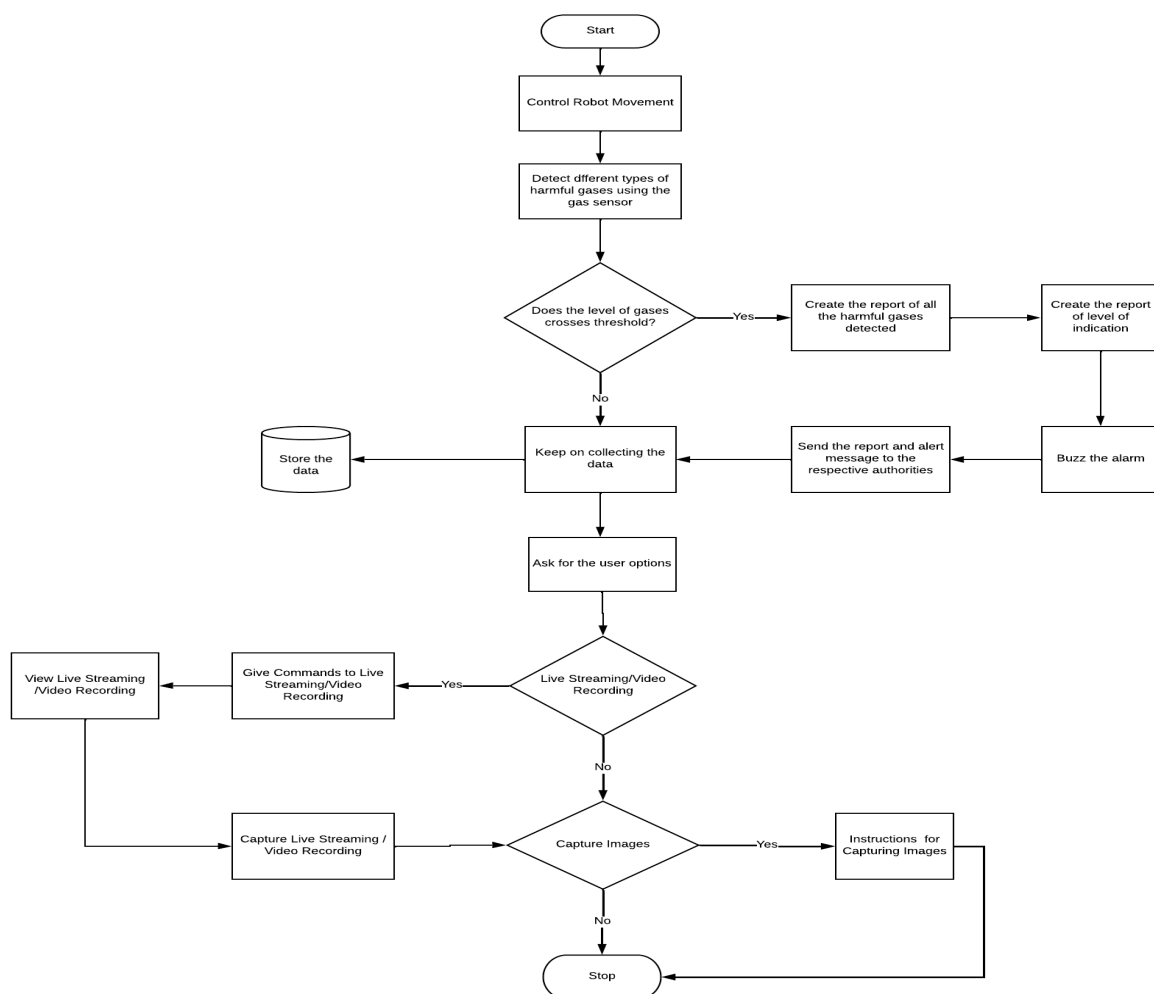 Start
Control Robot Movement
Detect dfferent types of
harmful gases using the
gas sensor
Does the level of gases
crosses threshold?
Yes
Create the report of all
the harmful gases
detected
Create the report
of level of
indication
No
Store the
data
Keep on collecting the
data
Send the report and alert
message to the
respective authorities
Buzz the alarm
Ask for the user options
View Live Streaming
/Video Recording
Give Commands to Live
Streaming/Video
Recording
Yes
Live Streaming/Video
Recording
No
Capture Live Streaming /
Video Recording
Capture Images
Yes
Instructions for
Capturing Images
No
Stop